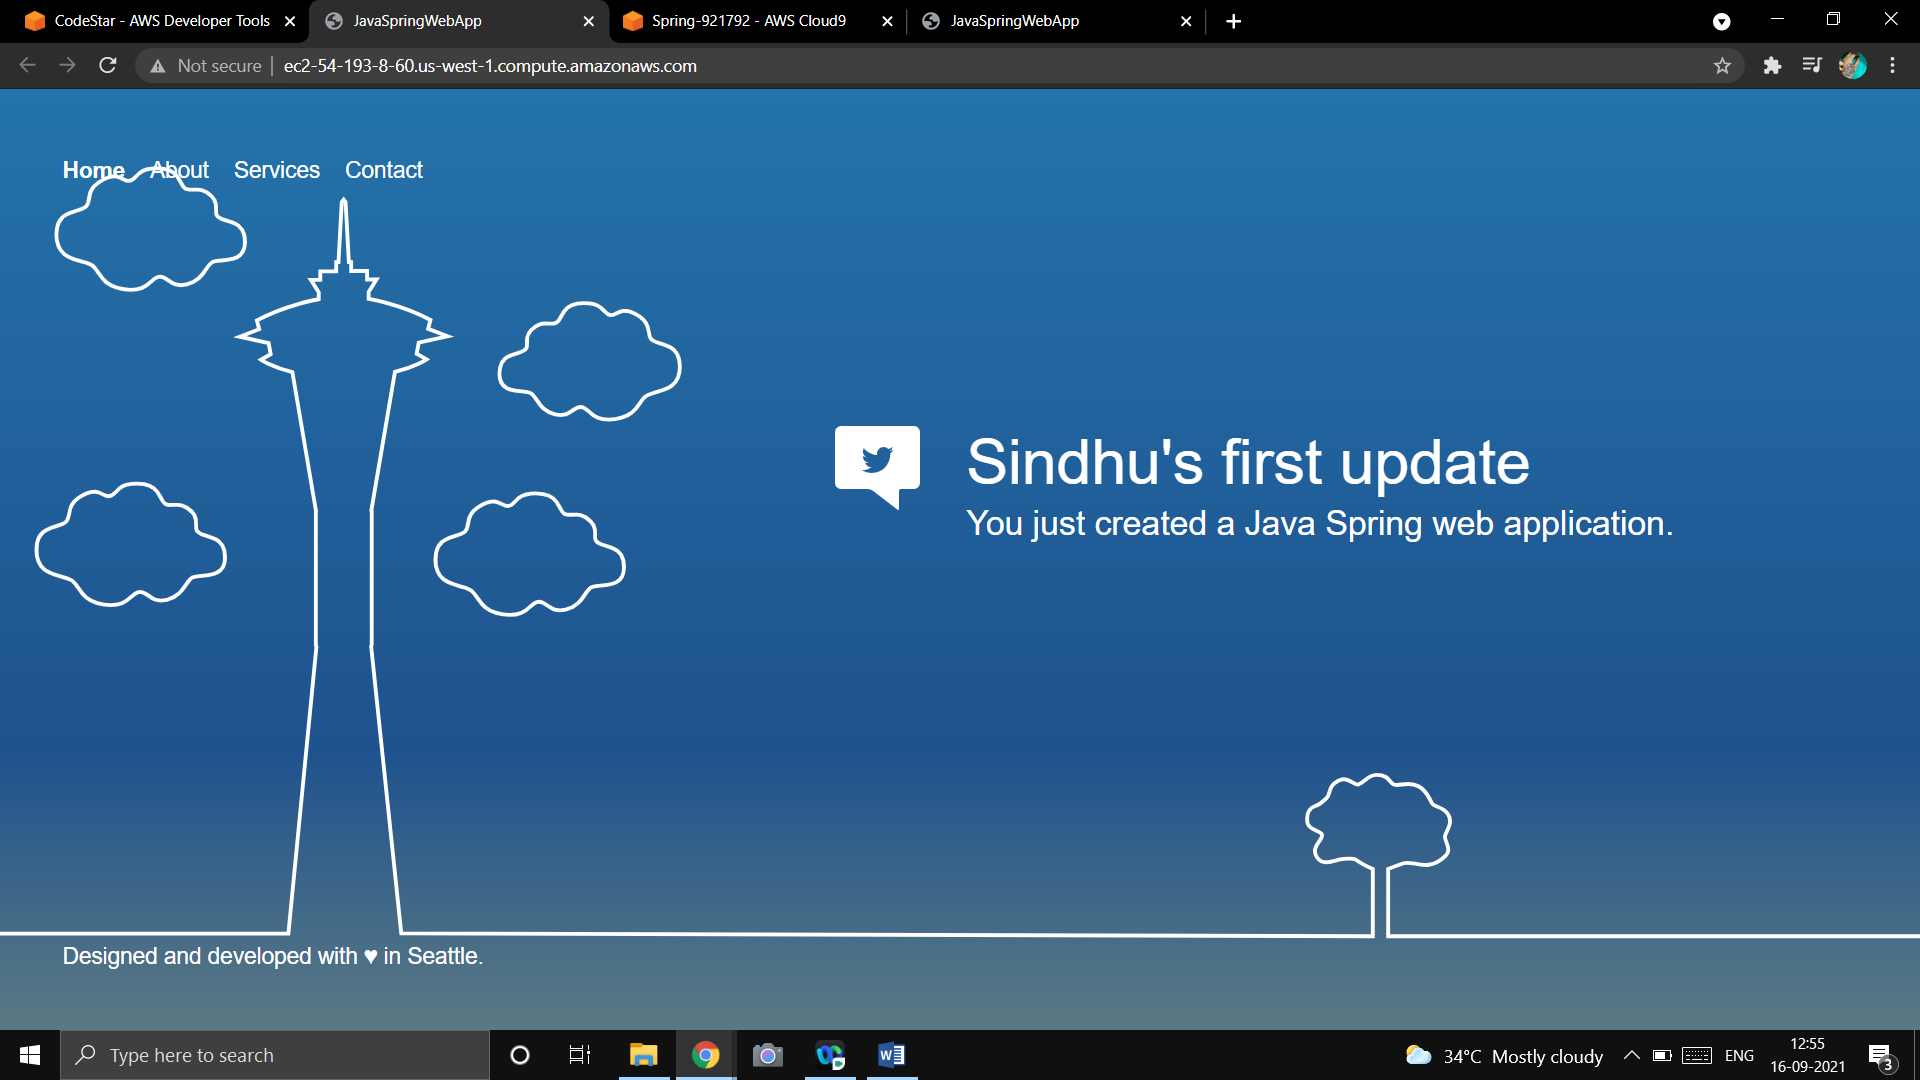 CodeStar - AWS Developer Tools
JavaSpringWebApp
Spring-921792 - AWS Cloud9
JavaSpringWebApp
Not secure
ec2-54-193-8-60.us-west-1.compute.amazonaws.com
Home About Services Contact
Sindhu's first update
You just created a Java Spring web application.
Designed and developed with ♥ in Seattle.
Type here to search
34°C Mostly cloudy
ENG
12:55
16-09-2021
3